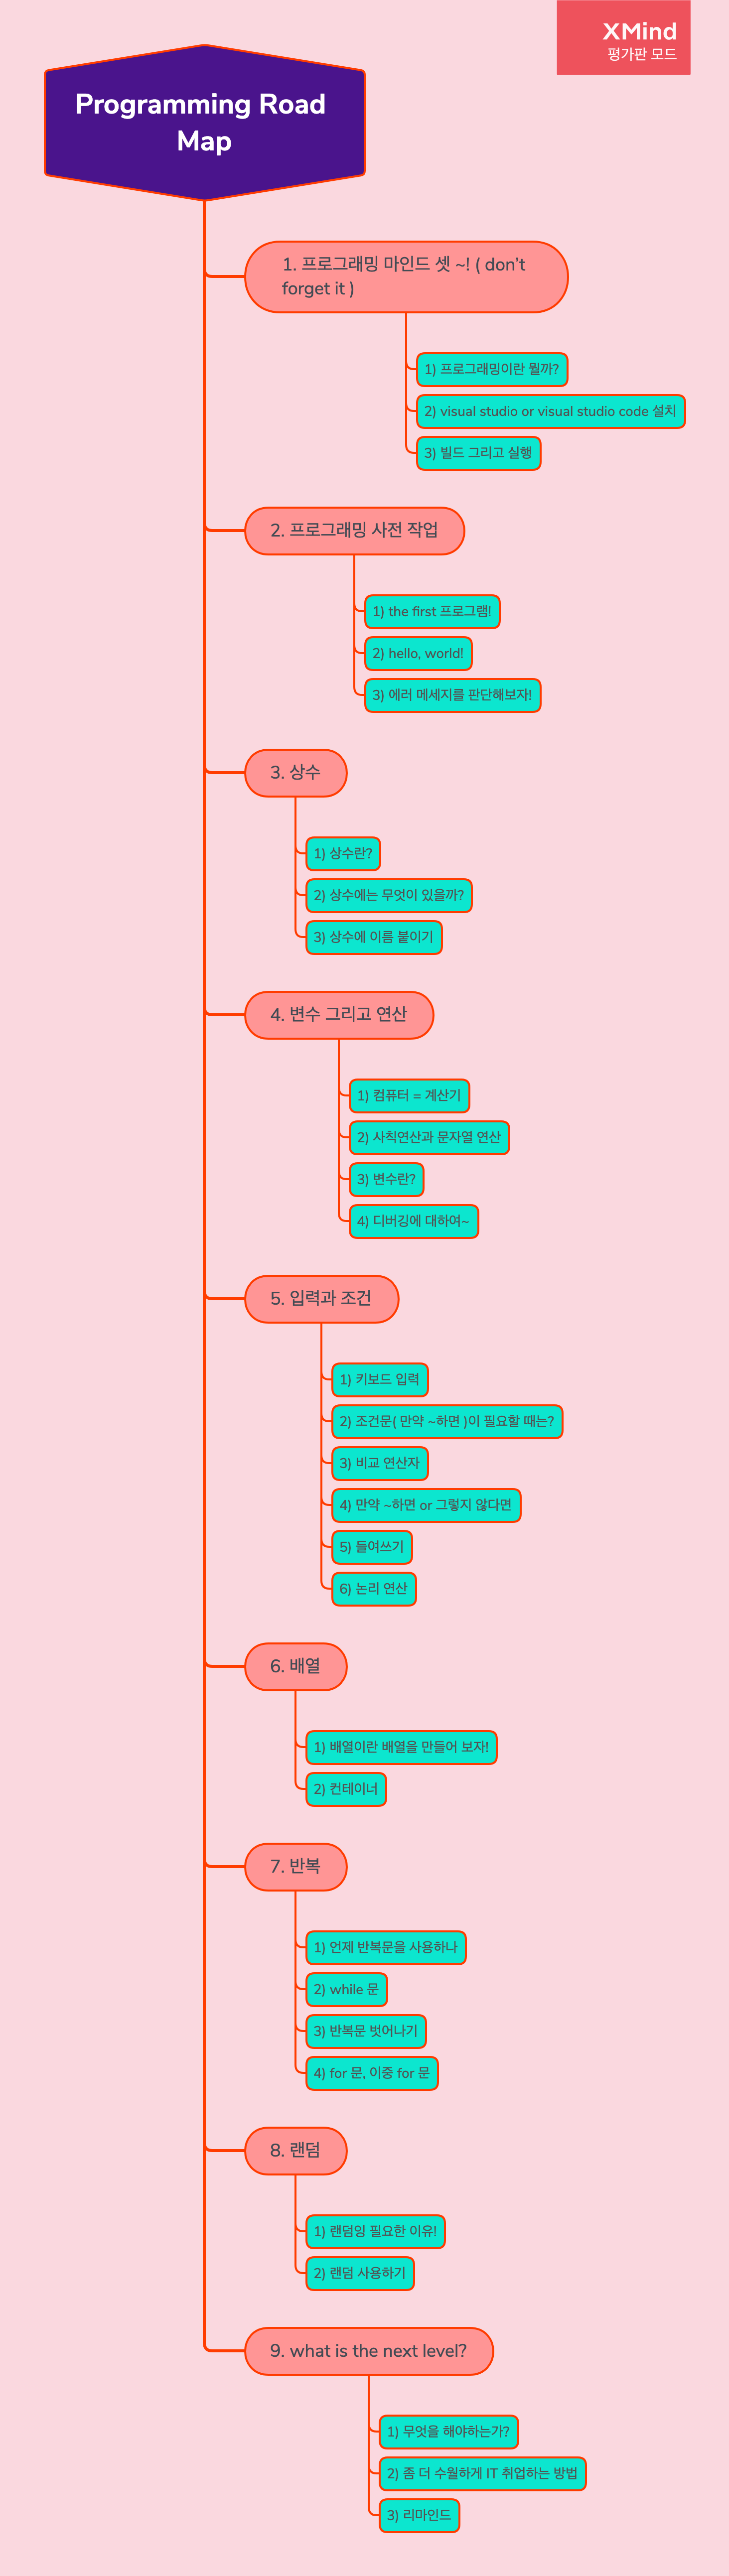 XMind
평가판 모드
Programming Road
Map
1. 프로그래밍 마인드 셋 ~! ( don't
forget it )
1) 프로그래밍이란 뭘까?
2) visual studio or visual studio code 설치
3) 빌드 그리고 실행
2. 프로그래밍 사전 작업
1) the first 프로그램!
2) hello, world!
3) 에러 메세지를 판단해보자!
3. 상수
1) 상수란?
2) 상수에는 무엇이 있을까?
3) 상수에 이름 붙이기
4. 변수 그리고 연산
1) 컴퓨터 = 계산기
2) 사칙연산과 문자열 연산
3) 변수란?
4) 디버깅에 대하여~
5. 입력과 조건
1) 키보드 입력
2) 조건문( 만약 ~하면 )이 필요할 때는?
3) 비교 연산자
4) 만약 ~하면 or 그렇지 않다면
5) 들여쓰기
6) 논리 연산
6. 배열
1) 배열이란 배열을 만들어 보자!
2) 컨테이너
7. 반복
1) 언제 반복문을 사용하나
2) while 문
3) 반복문 벗어나기
4) for 문, 이중 for 문
8. 랜덤
1) 랜덤잉 필요한 이유!
2) 랜덤 사용하기
9. what is the next level?
1) 무엇을 해야하는가?
2) 좀 더 수월하게 IT 취업하는 방법
3) 리마인드